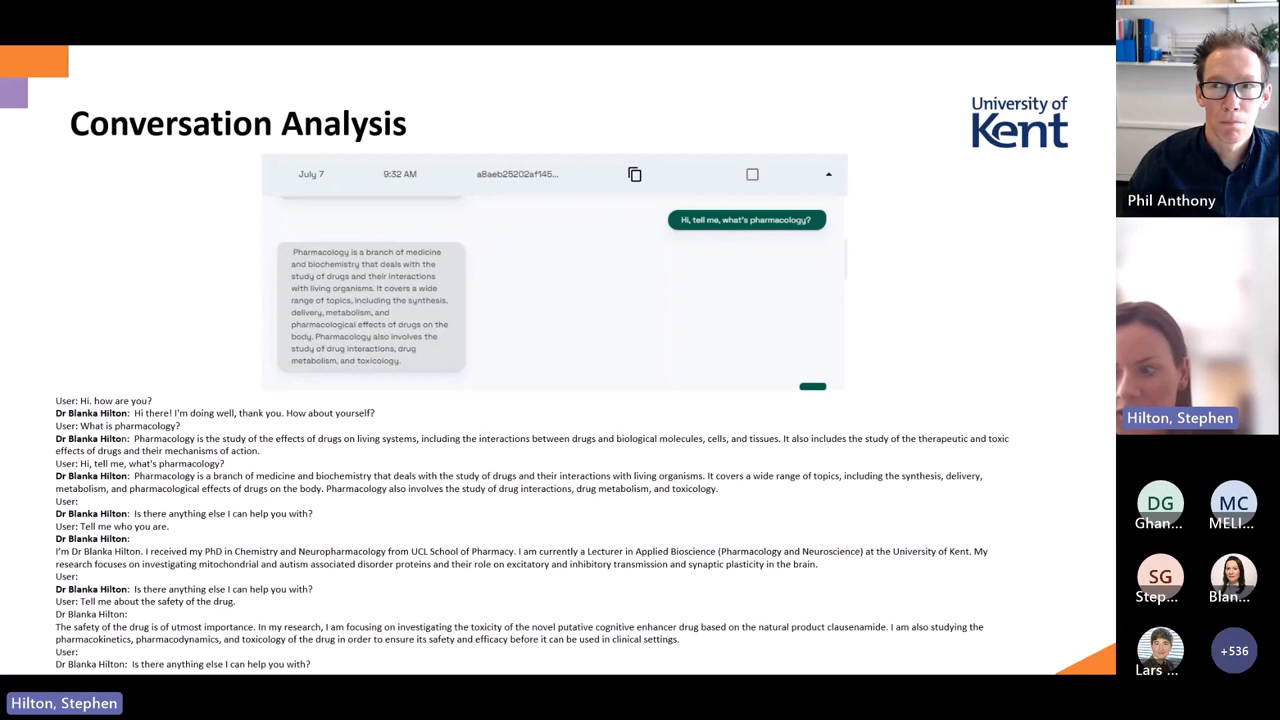 Conversation Analysis
University of
Kent
July 7 9:32 AM a8aeb25202af145...
Hi, tell me, what's pharmacology?
Pharmacology is a branch of medicine
and biochemistry that deals with the
study of drugs and their interactions
with living organisms. It covers a wide
range of topics, including the synthesis,
delivery, metabolism, and
pharmacological effects of drugs on the
body. Pharmacology also involves the
study of drug interactions, drug
metabolism, and toxicology.
User: Hi. how are you?
Dr Blanka Hilton: Hi there! I'm doing well, thank you. How about yourself?
User: What is pharmacology?
Dr Blanka Hilton: Pharmacology is the study of the effects of drugs on living systems, including the interactions between drugs and biological molecules, cells, and tissues. It also includes the study of the therapeutic and toxic
effects of drugs and their mechanisms of action.
User: Hi, tell me, what's pharmacology?
Dr Blanka Hilton: Pharmacology is a branch of medicine and biochemistry that deals with the study of drugs and their interactions with living organisms. It covers a wide range of topics, including the synthesis, delivery,
metabolism, and pharmacological effects of drugs on the body. Pharmacology also involves the study of drug interactions, drug metabolism, and toxicology.
User:
Dr Blanka Hilton: Is there anything else I can help you with?
User: Tell me who you are.
Dr Blanka Hilton:
I'm Dr Blanka Hilton. I received my PhD in Chemistry and Neuropharmacology from UCL School of Pharmacy. I am currently a Lecturer in Applied Bioscience (Pharmacology and Neuroscience) at the University of Kent. My
research focuses on investigating mitochondrial and autism associated disorder proteins and their role on excitatory and inhibitory transmission and synaptic plasticity in the brain.
User:
Dr Blanka Hilton: Is there anything else I can help you with?
User: Tell me about the safety of the drug.
Dr Blanka Hilton:
The safety of the drug is of utmost importance. In my research, I am focusing on investigating the toxicity of the novel putative cognitive enhancer drug based on the natural product clausenamide. I am also studying the
pharmacokinetics, pharmacodynamics, and toxicology of the drug in order to ensure its safety and efficacy before it can be used in clinical settings.
User:
Dr Blanka Hilton: Is there anything else I can help you with?
Hilton, Stephen
Phil Anthony
Hilton, Stephen
DG MC
Ghan... MELI...
SG
Step... Blan...
+536
Lars ...